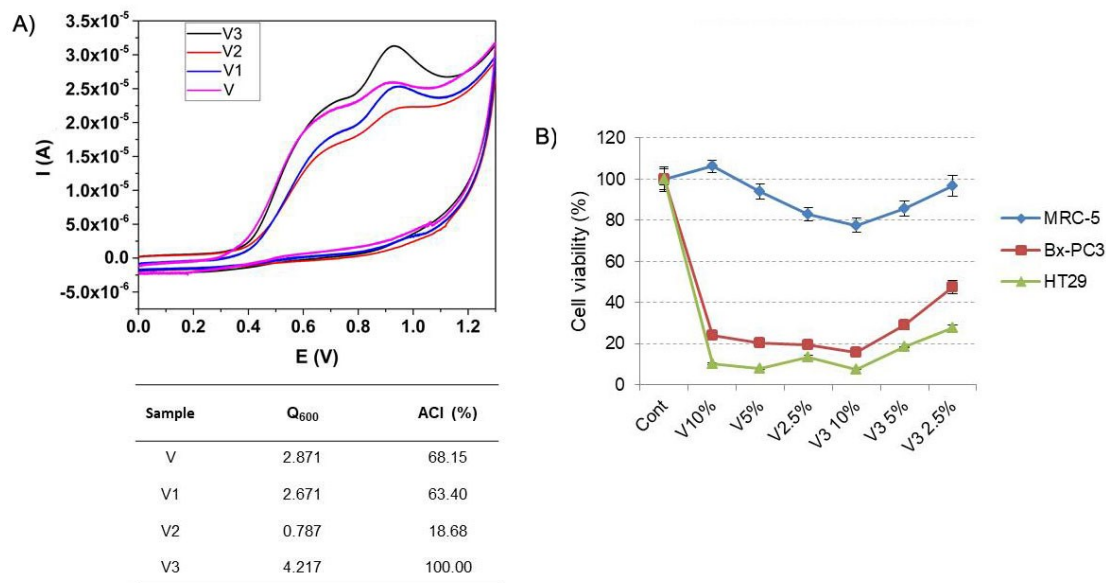 A)
V3
V2
V1
V
3.5x10⁻⁵
3.0x10⁻⁵
2.5x10⁻⁵
2.0x10⁻⁵
1.5x10⁻⁵
1.0x10⁻⁵
5.0x10⁻⁶
0.0
-5.0x10⁻⁶
I (A)
0.0 0.2 0.4 0.6 0.8 1.0 1.2
E (V)
Sample Q₆₀₀ ACI (%)
V 2.871 68.15
V1 2.671 63.40
V2 0.787 18.68
V3 4.217 100.00
B)
120
100
80
60
40
20
0
Cell viability (%)
Cont V10% V5% V2.5% V3 10% V3 5% V3 2.5%
MRC-5
Bx-PC3
HT29